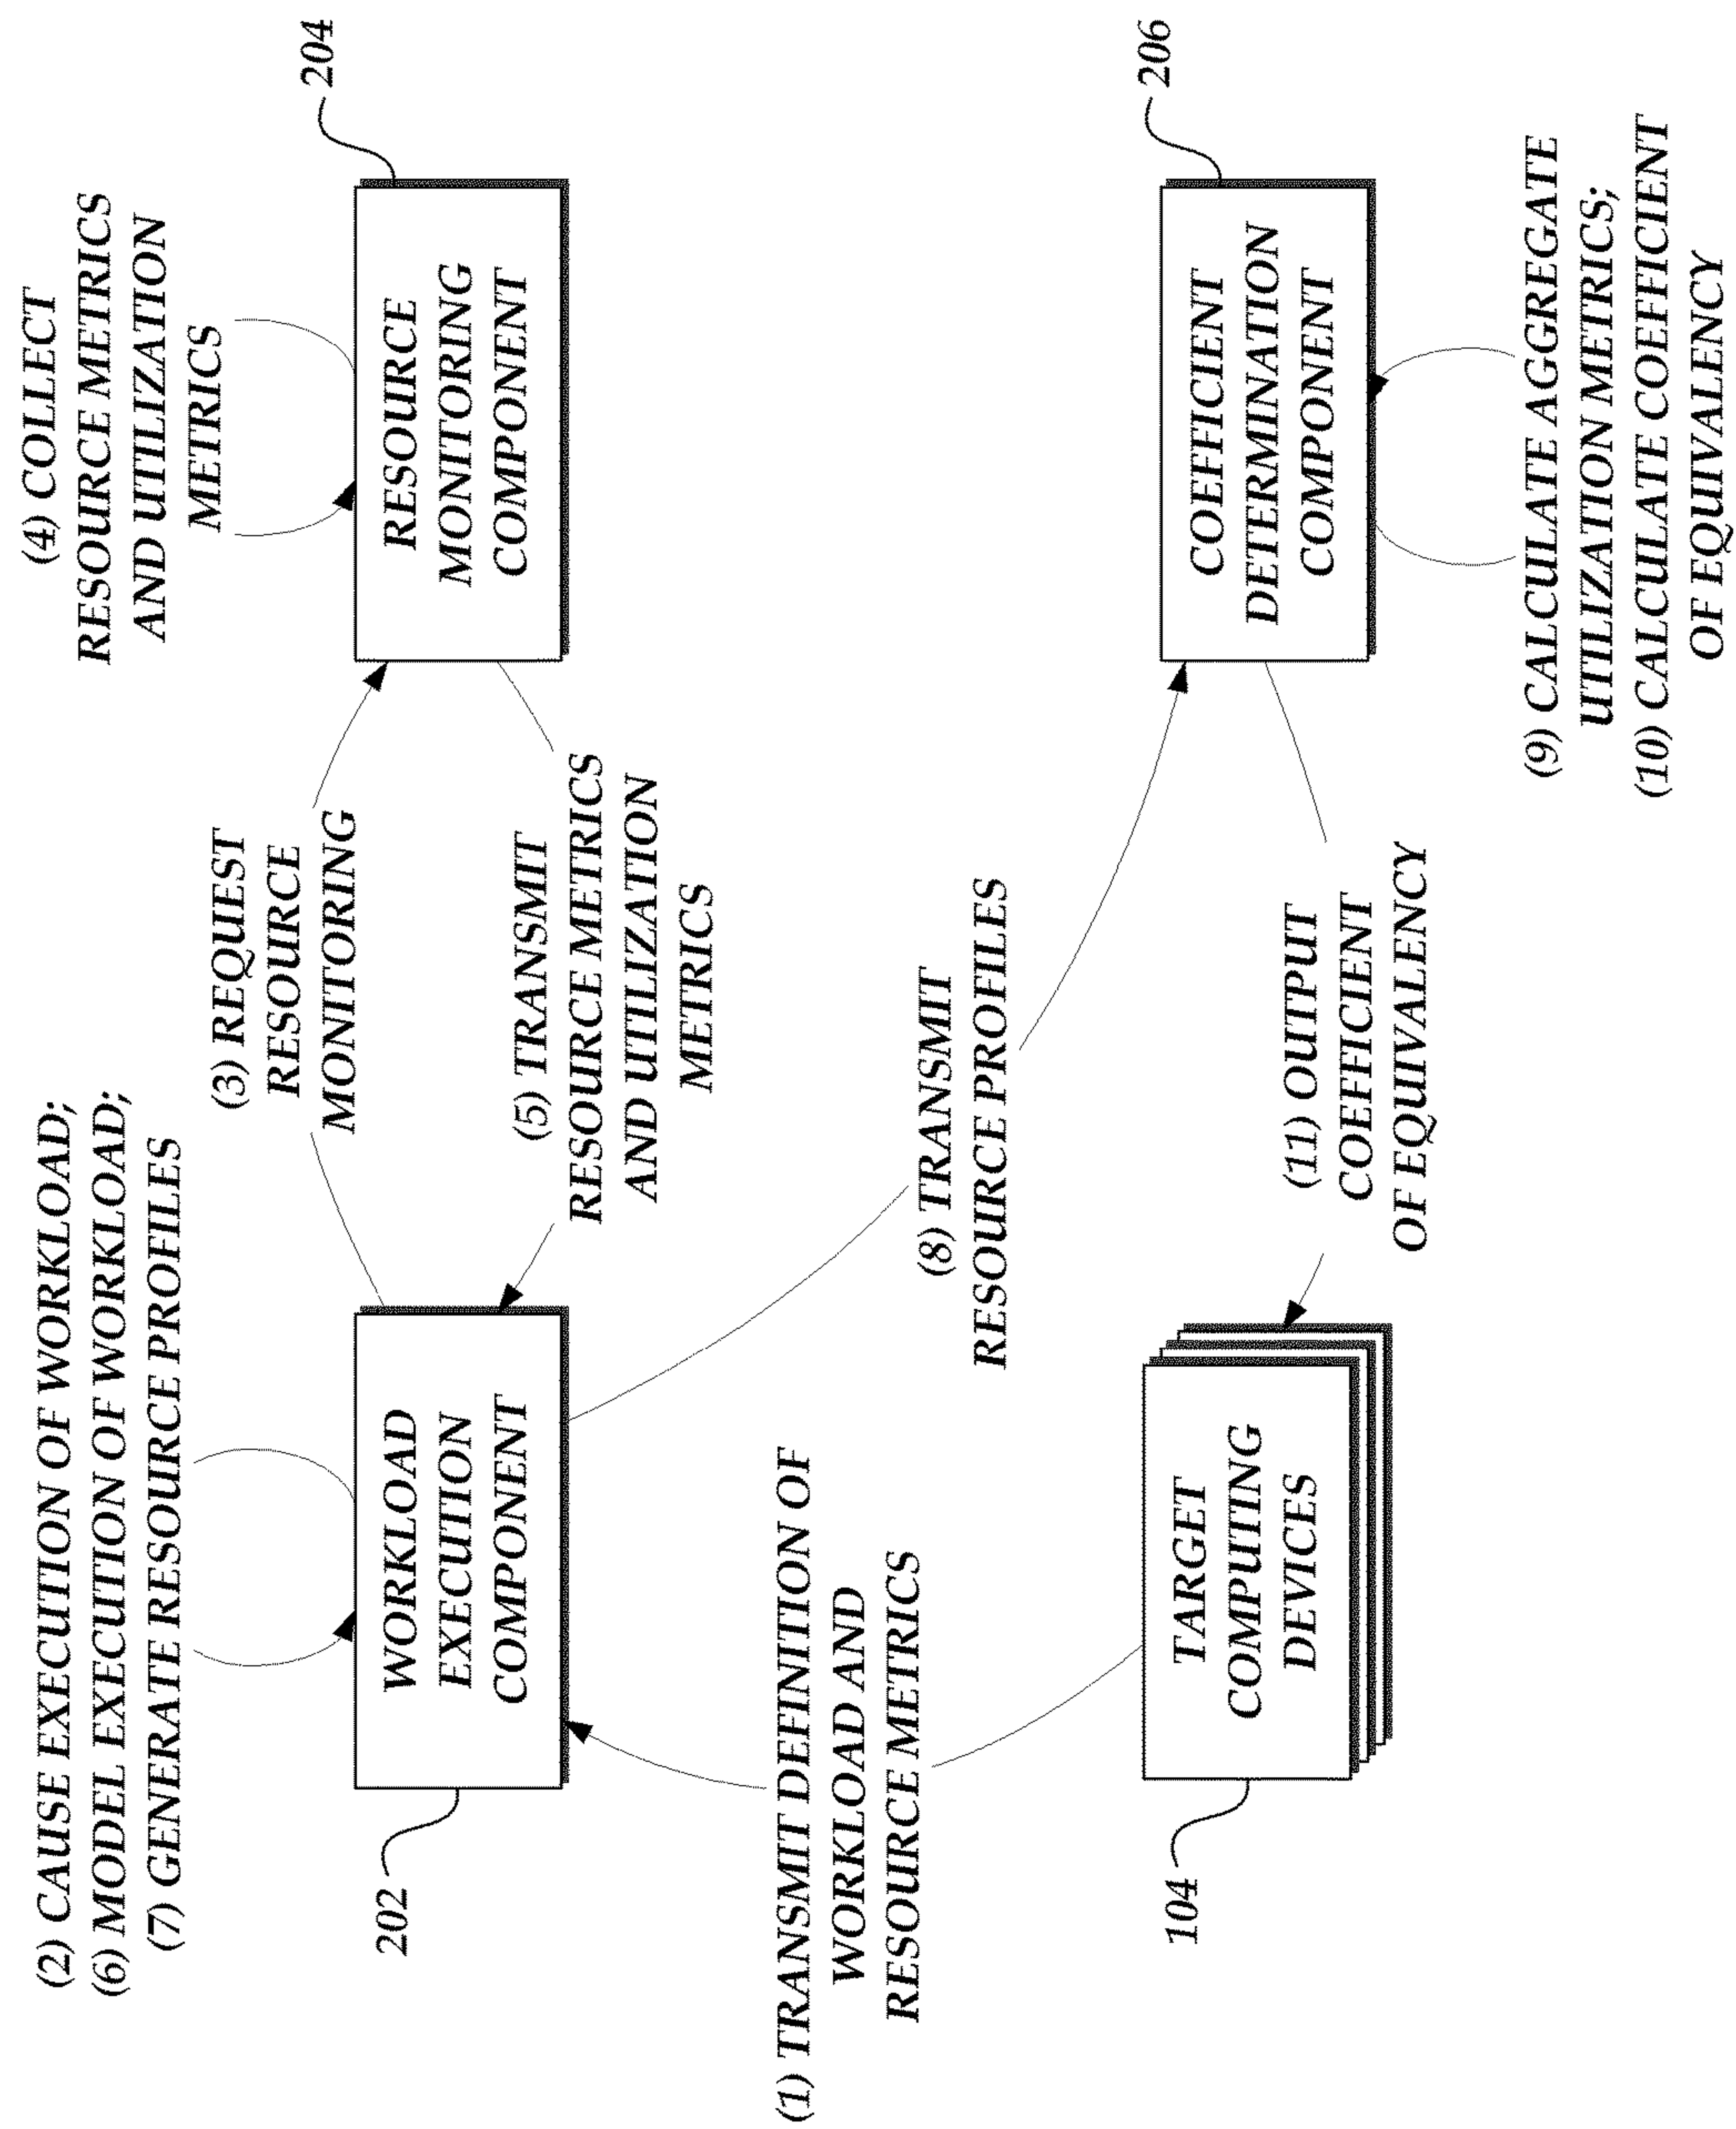 (2) CAUSE EXECUTION OF WORKLOAD;
(6) MODEL EXECUTION OF WORKLOAD;
(7) GENERATE RESOURCE PROFILES
(4) COLLECT
RESOURCE METRICS
AND UTILIZATION
METRICS
202
WORKLOAD
EXECUTION
COMPONENT
(3) REQUEST
RESOURCE
MONITORING
(5) TRANSMIT
RESOURCE METRICS
AND UTILIZATION
METRICS
RESOURCE
MONITORING
COMPONENT
204
(1) TRANSMIT DEFINITION OF
WORKLOAD AND
RESOURCE METRICS
(8) TRANSMIT
RESOURCE PROFILES
104
TARGET
COMPUTING
DEVICES
(11) OUTPUT
COEFFICIENT
OF EQUIVALENCY
COEFFICIENT
DETERMINATION
COMPONENT
206
(9) CALCULATE AGGREGATE
UTILIZATION METRICS;
(10) CALCULATE COEFFICIENT
OF EQUIVALENCY